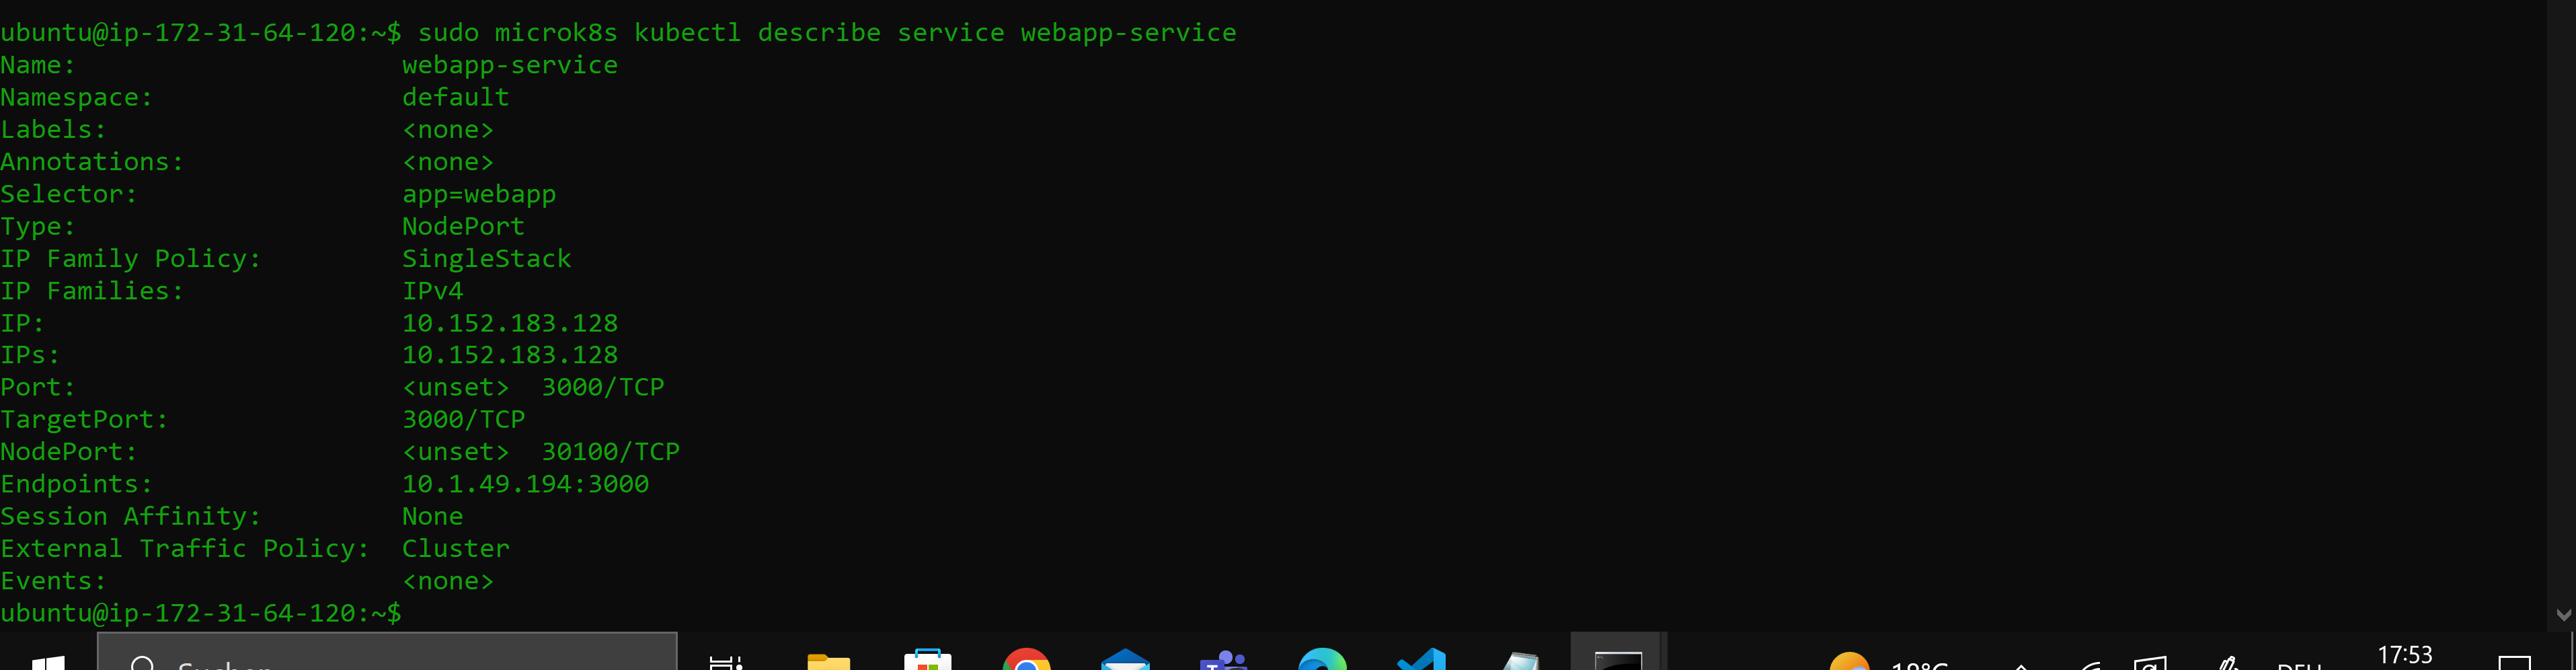 ubuntu@ip-172-31-64-120:~$ sudo microk8s kubectl describe service webapp-service
Name:                     webapp-service
Namespace:                default
Labels:                   <none>
Annotations:              <none>
Selector:                 app=webapp
Type:                     NodePort
IP Family Policy:         SingleStack
IP Families:              IPv4
IP:                       10.152.183.128
IPs:                      10.152.183.128
Port:                     <unset>  3000/TCP
TargetPort:               3000/TCP
NodePort:                 <unset>  30100/TCP
Endpoints:                10.1.49.194:3000
Session Affinity:         None
External Traffic Policy:  Cluster
Events:                   <none>
ubuntu@ip-172-31-64-120:~$
Suchen 18°C DEU 17:53